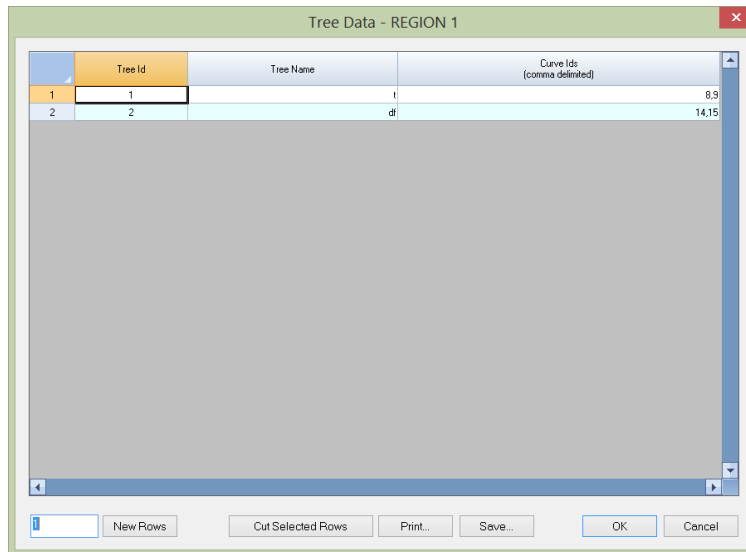 Tree Data - REGION 1
x
Tree Id Tree Name Curve Ids
(comma delimited)
1 1 t 8,9
2 2 df 14,15
1 New Rows Cut Selected Rows Print... Save... OK Cancel